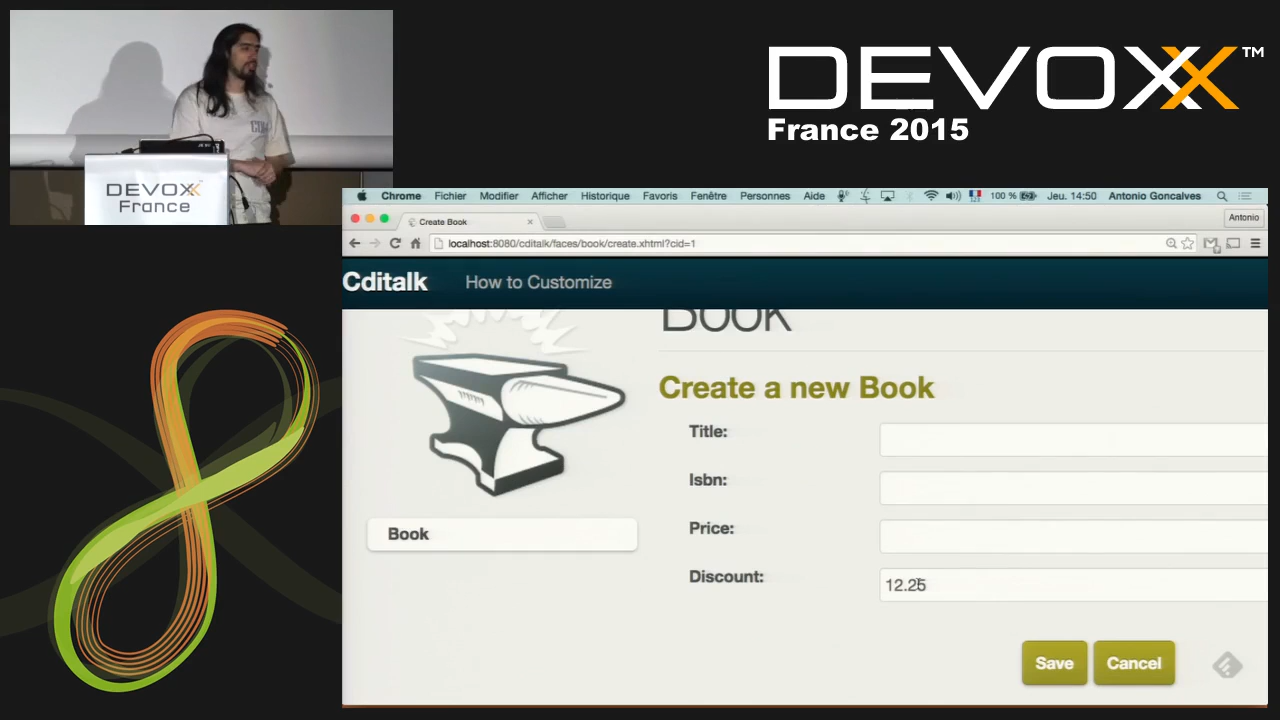 DEVOXX™
France 2015
DEVOXX
France
Chrome Fichier Modifier Afficher Historique Favoris Fenêtre Personnes Aide 100 % Jeu. 14:50 Antonio Goncalves
Create Book
Antonio
localhost:8080/cditalk/faces/book/create.xhtml?cid=1
Cditalk How to Customize
Book
Create a new Book
Title:
Isbn:
Price:
Book
Discount: 12.25
Save Cancel